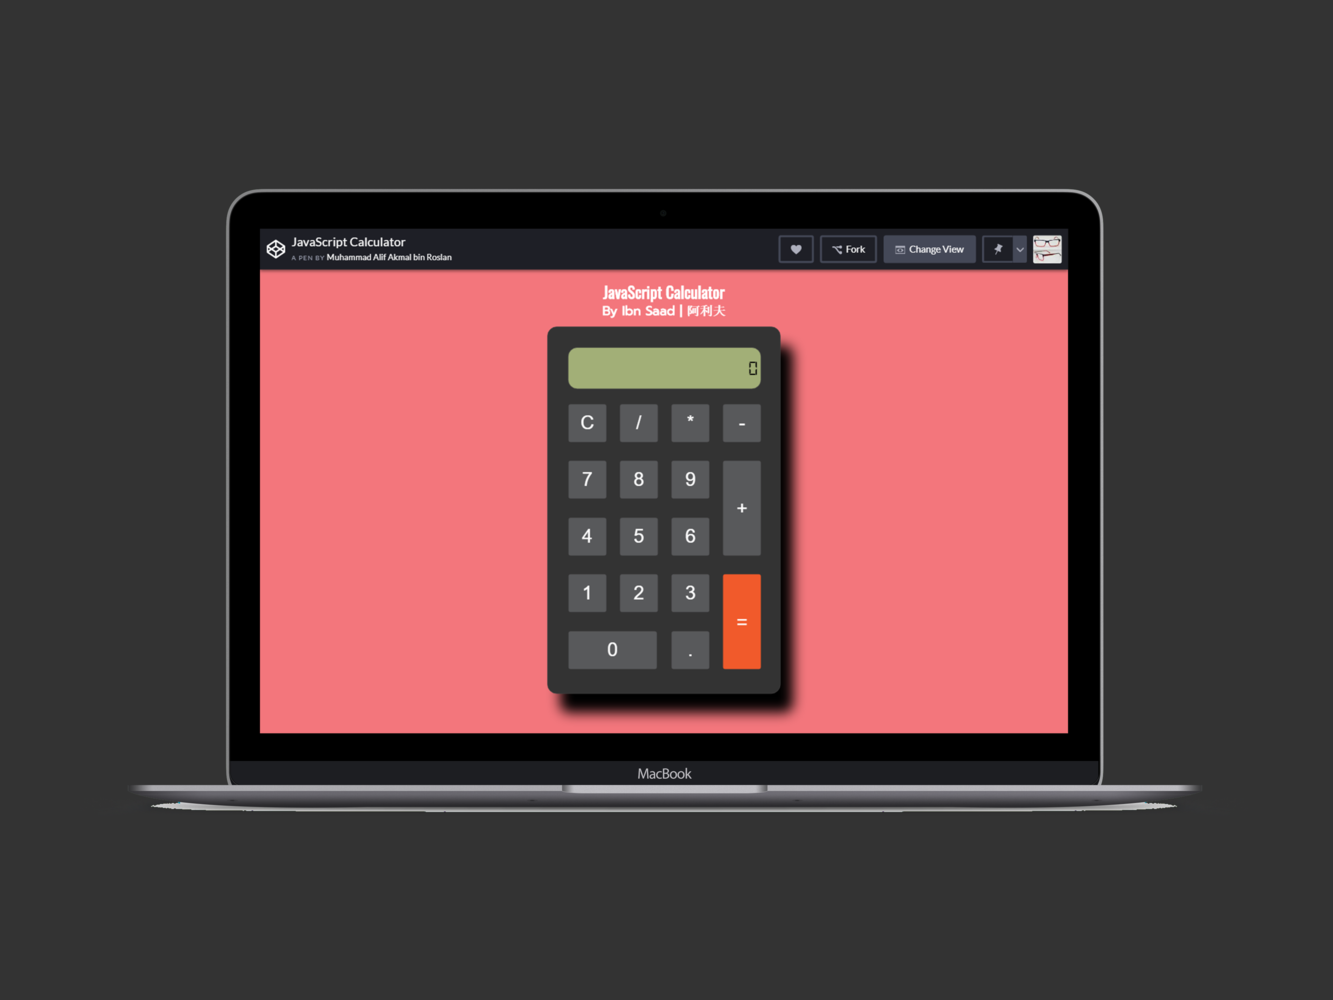 JavaScript Calculator
A PEN BY Muhammad Alif Akmal bin Roslan
Fork
Change View
JavaScript Calculator
By Ibn Saad | 阿利夫
0
C / * -
7 8 9
+
4 5 6
1 2 3
=
0 .
MacBook